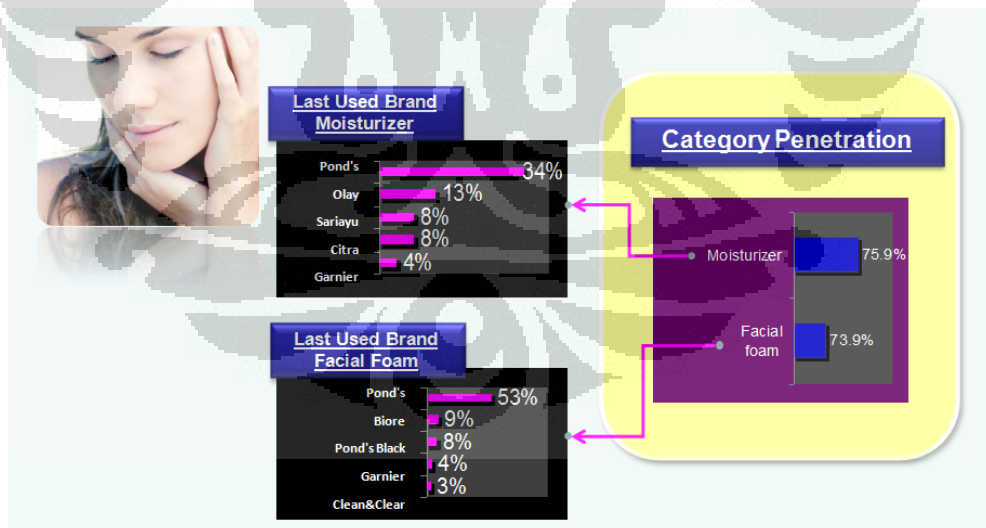 Last Used Brand
Moisturizer
Pond's
34%
Olay
13%
Sariayu
8%
Citra
8%
Garnier
4%
Last Used Brand
Facial Foam
Pond's
53%
Biore
9%
Pond's Black
8%
Garnier
4%
Clean&Clear
3%
Category Penetration
Moisturizer
75.9%
Facial
foam
73.9%